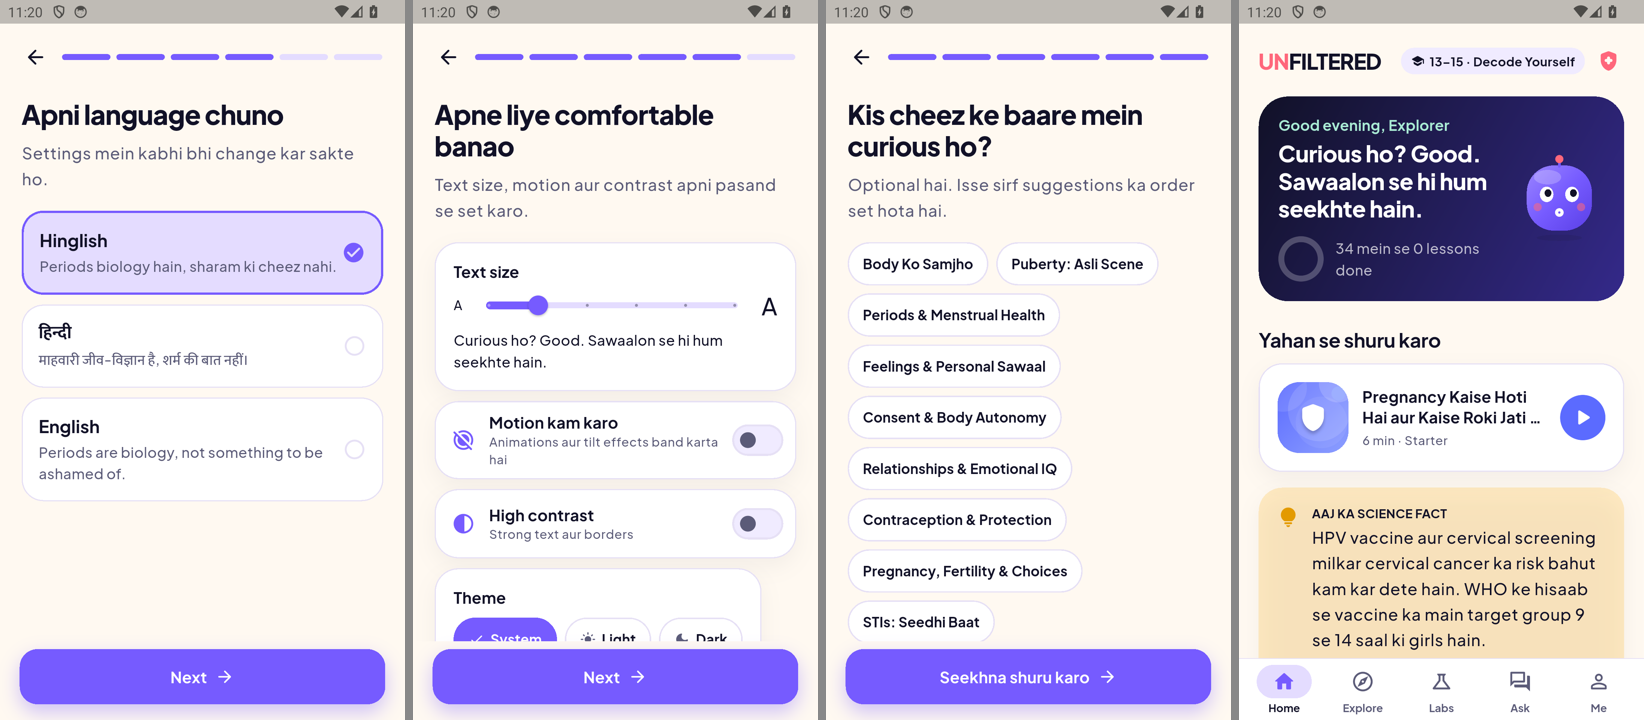 11:20
Apni language chuno
Settings mein kabhi bhi change kar sakte
ho.
Hinglish
Periods biology hain, sharam ki cheez nahi.
हिन्दी
माहवारी जीव-विज्ञान है, शर्म की बात नहीं।
English
Periods are biology, not something to be
ashamed of.
Next
11:20
Apne liye comfortable
banao
Text size, motion aur contrast apni pasand
se set karo.
Text size
A
A
Curious ho? Good. Sawaalon se hi hum
seekhte hain.
Motion kam karo
Animations aur tilt effects band karta
hai
High contrast
Strong text aur borders
Theme
System
Light
Dark
Next
11:20
Kis cheez ke baare mein
curious ho?
Optional hai. Isse sirf suggestions ka order
set hota hai.
Body Ko Samjho
Puberty: Asli Scene
Periods & Menstrual Health
Feelings & Personal Sawaal
Consent & Body Autonomy
Relationships & Emotional IQ
Contraception & Protection
Pregnancy, Fertility & Choices
STIs: Seedhi Baat
Seekhna shuru karo
11:20
UNFILTERED
13–15 · Decode Yourself
Good evening, Explorer
Curious ho? Good.
Sawaalon se hi hum
seekhte hain.
34 mein se 0 lessons
done
Yahan se shuru karo
Pregnancy Kaise Hoti
Hai aur Kaise Roki Jati ...
6 min · Starter
AAJ KA SCIENCE FACT
HPV vaccine aur cervical screening
milkar cervical cancer ka risk bahut
kam kar dete hain. WHO ke hisaab
se vaccine ka main target group 9
se 14 saal ki girls hain.
Home
Explore
Labs
Ask
Me